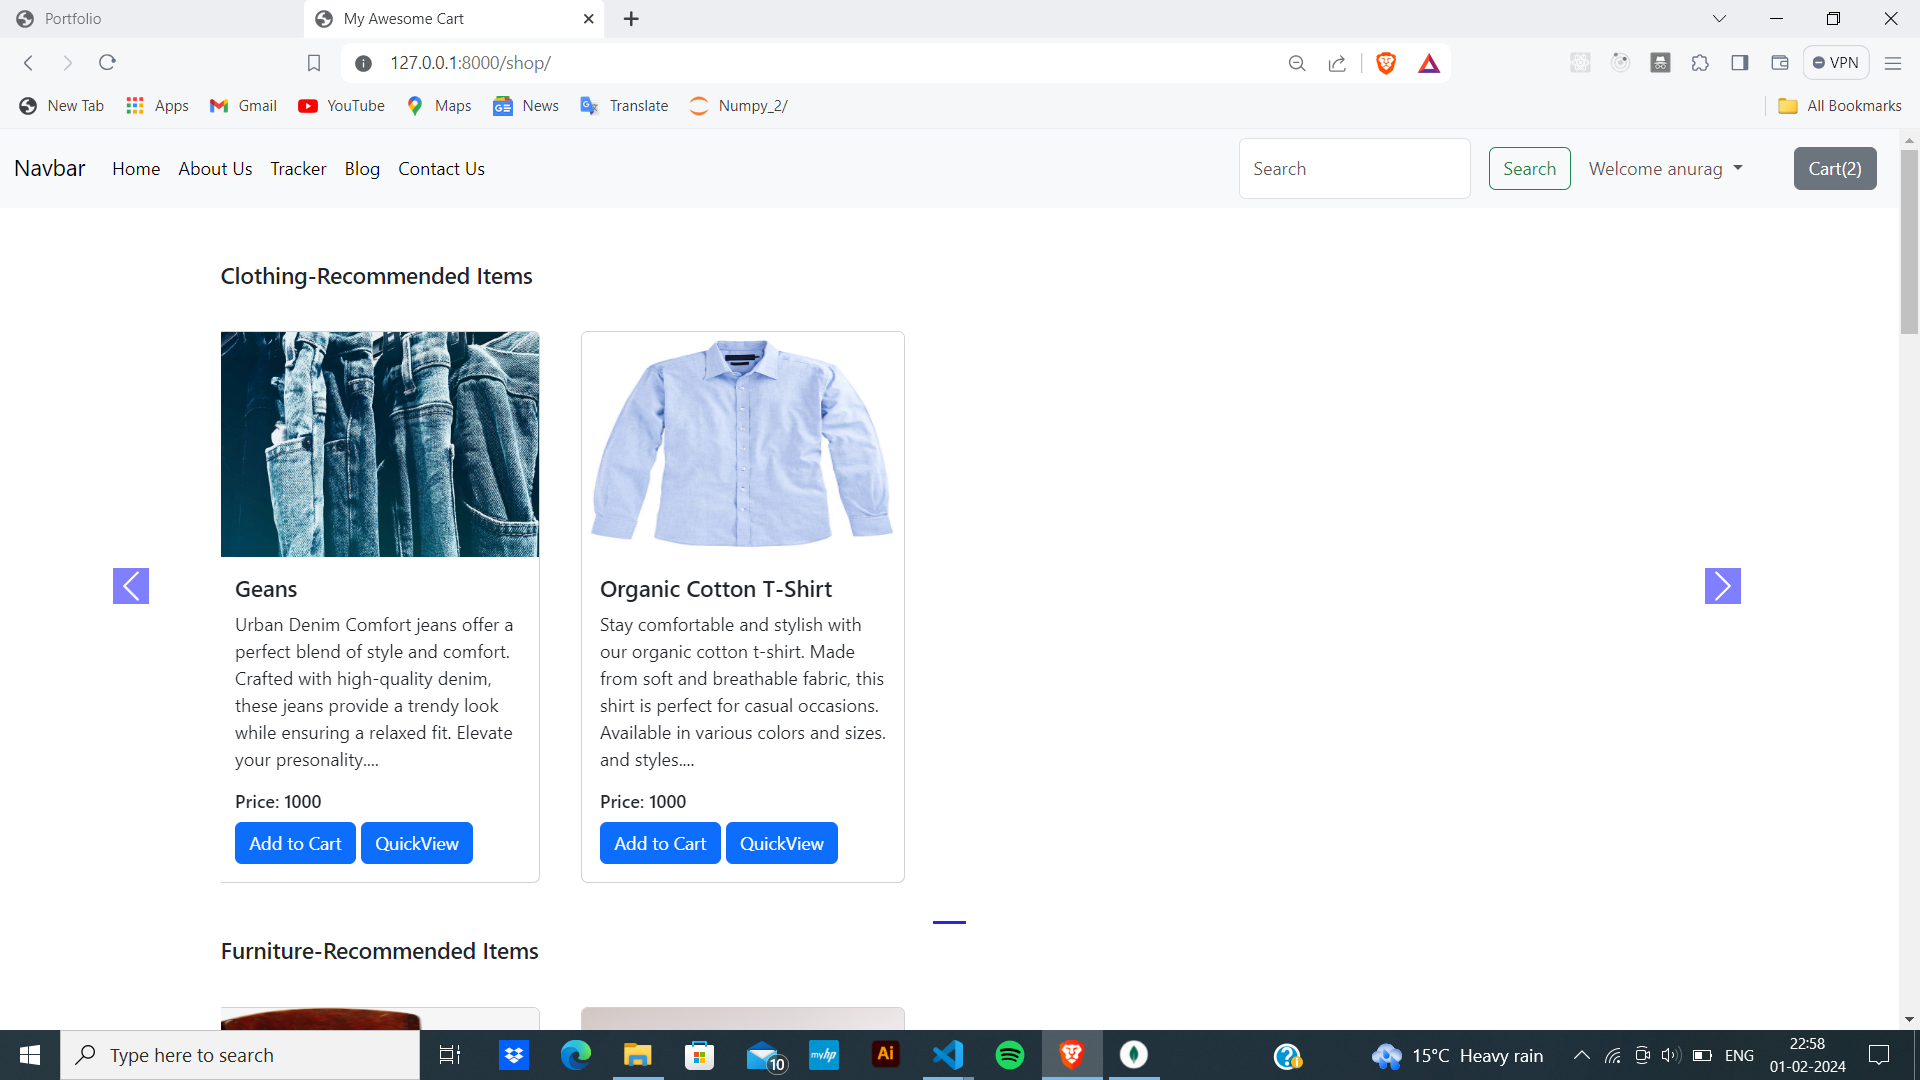 Portfolio
My Awesome Cart
127.0.0.1:8000/shop/
VPN
New Tab
Apps
Gmail
YouTube
Maps
News
Translate
Numpy_2/
All Bookmarks
Navbar
Home
About Us
Tracker
Blog
Contact Us
Search
Search
Welcome anurag
Cart(2)
Clothing-Recommended Items
Geans
Urban Denim Comfort jeans offer a
perfect blend of style and comfort.
Crafted with high-quality denim,
these jeans provide a trendy look
while ensuring a relaxed fit. Elevate
your presonality....
Price: 1000
Add to Cart
QuickView
Organic Cotton T-Shirt
Stay comfortable and stylish with
our organic cotton t-shirt. Made
from soft and breathable fabric, this
shirt is perfect for casual occasions.
Available in various colors and sizes.
and styles....
Price: 1000
Add to Cart
QuickView
Furniture-Recommended Items
Type here to search
10
myhp
Ai
15°C Heavy rain
ENG
22:58
01-02-2024